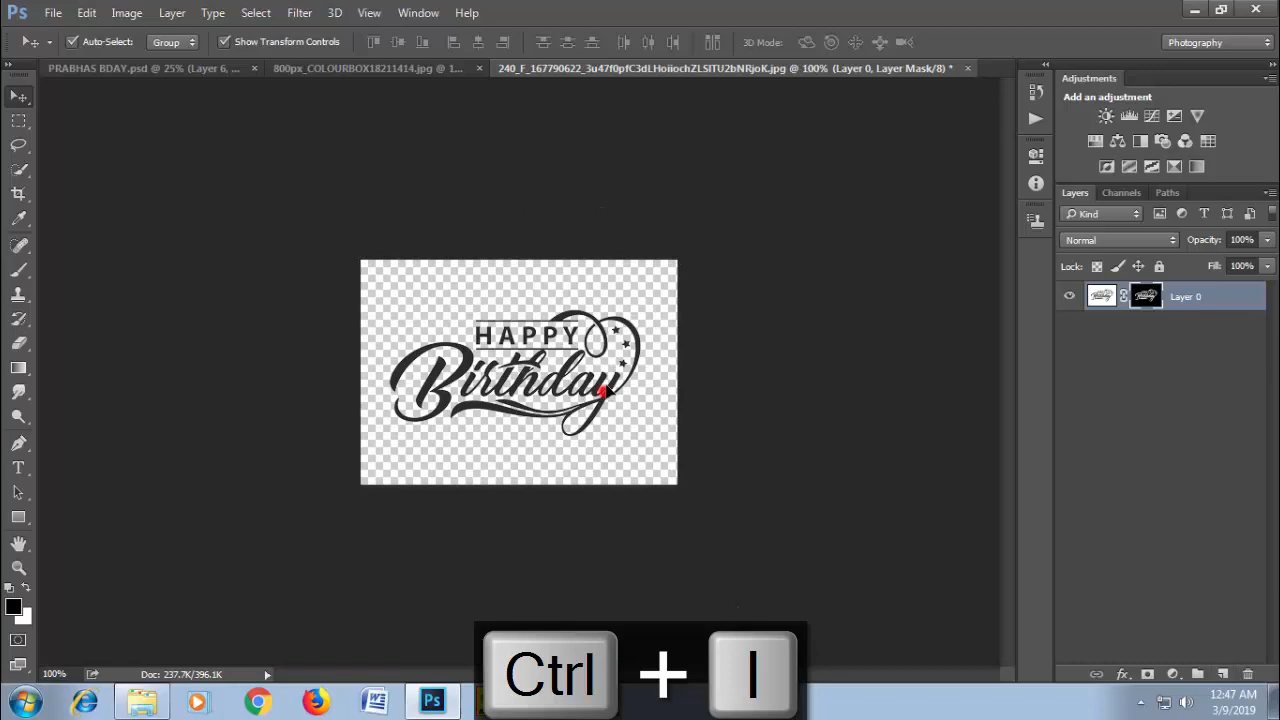 Ps File Edit Image Layer Type Select Filter 3D View Window Help
Auto-Select: Group Show Transform Controls 3D Mode: Photography
PRABHAS BDAY.psd @ 25% (Layer 6, ... × 800px_COLOURBOX18211414.jpg @ 1... × 240_F_167790622_3u47f0pfC3dLHoiiochZLSITU2bNRjoK.jpg @ 100% (Layer 0, Layer Mask/8) * ×
Adjustments
Add an adjustment
Layers Channels Paths
Kind
Normal Opacity: 100%
Lock: Fill: 100%
Layer 0
HAPPY
Birthday
100% Doc: 237.7K/396.1K
Ctrl + I
12:47 AM
3/9/2019